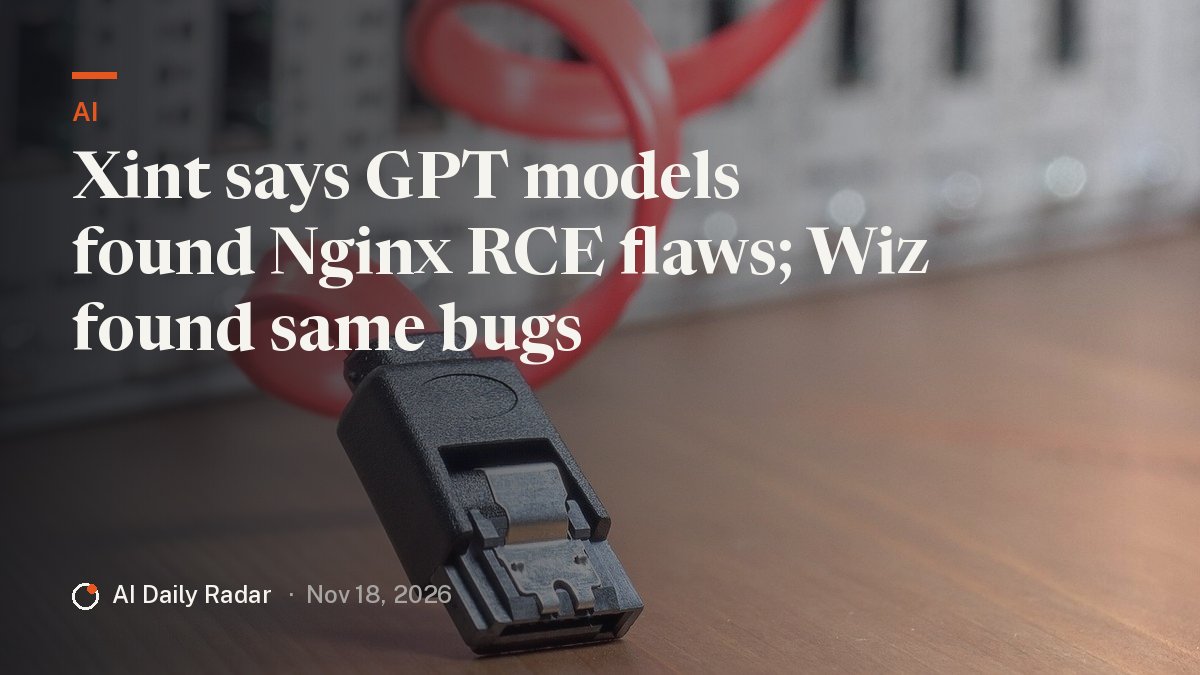 AI
Xint says GPT models
found Nginx RCE flaws; Wiz
found same bugs
AI Daily Radar · Nov 18, 2026